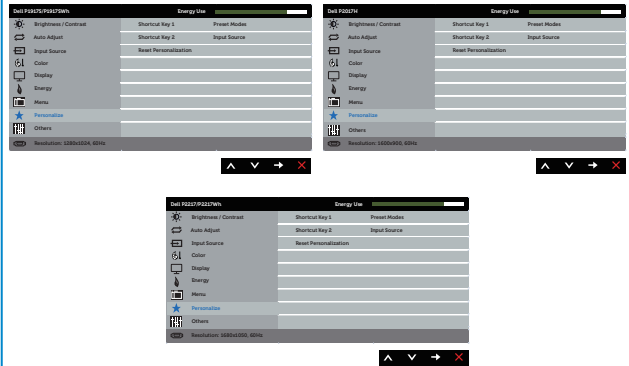 Dell P1917S/P1917SWh Energy Use
Brightness / Contrast Shortcut Key 1 Preset Modes
Auto Adjust Shortcut Key 2 Input Source
Input Source Reset Personalization
Color
Display
Energy
Menu
Personalize
Others
Resolution: 1280x1024, 60Hz
Dell P2017H Energy Use
Brightness / Contrast Shortcut Key 1 Preset Modes
Auto Adjust Shortcut Key 2 Input Source
Input Source Reset Personalization
Color
Display
Energy
Menu
Personalize
Others
Resolution: 1600x900, 60Hz
Dell P2217/P2217Wh Energy Use
Brightness / Contrast Shortcut Key 1 Preset Modes
Auto Adjust Shortcut Key 2 Input Source
Input Source Reset Personalization
Color
Display
Energy
Menu
Personalize
Others
Resolution: 1680x1050, 60Hz